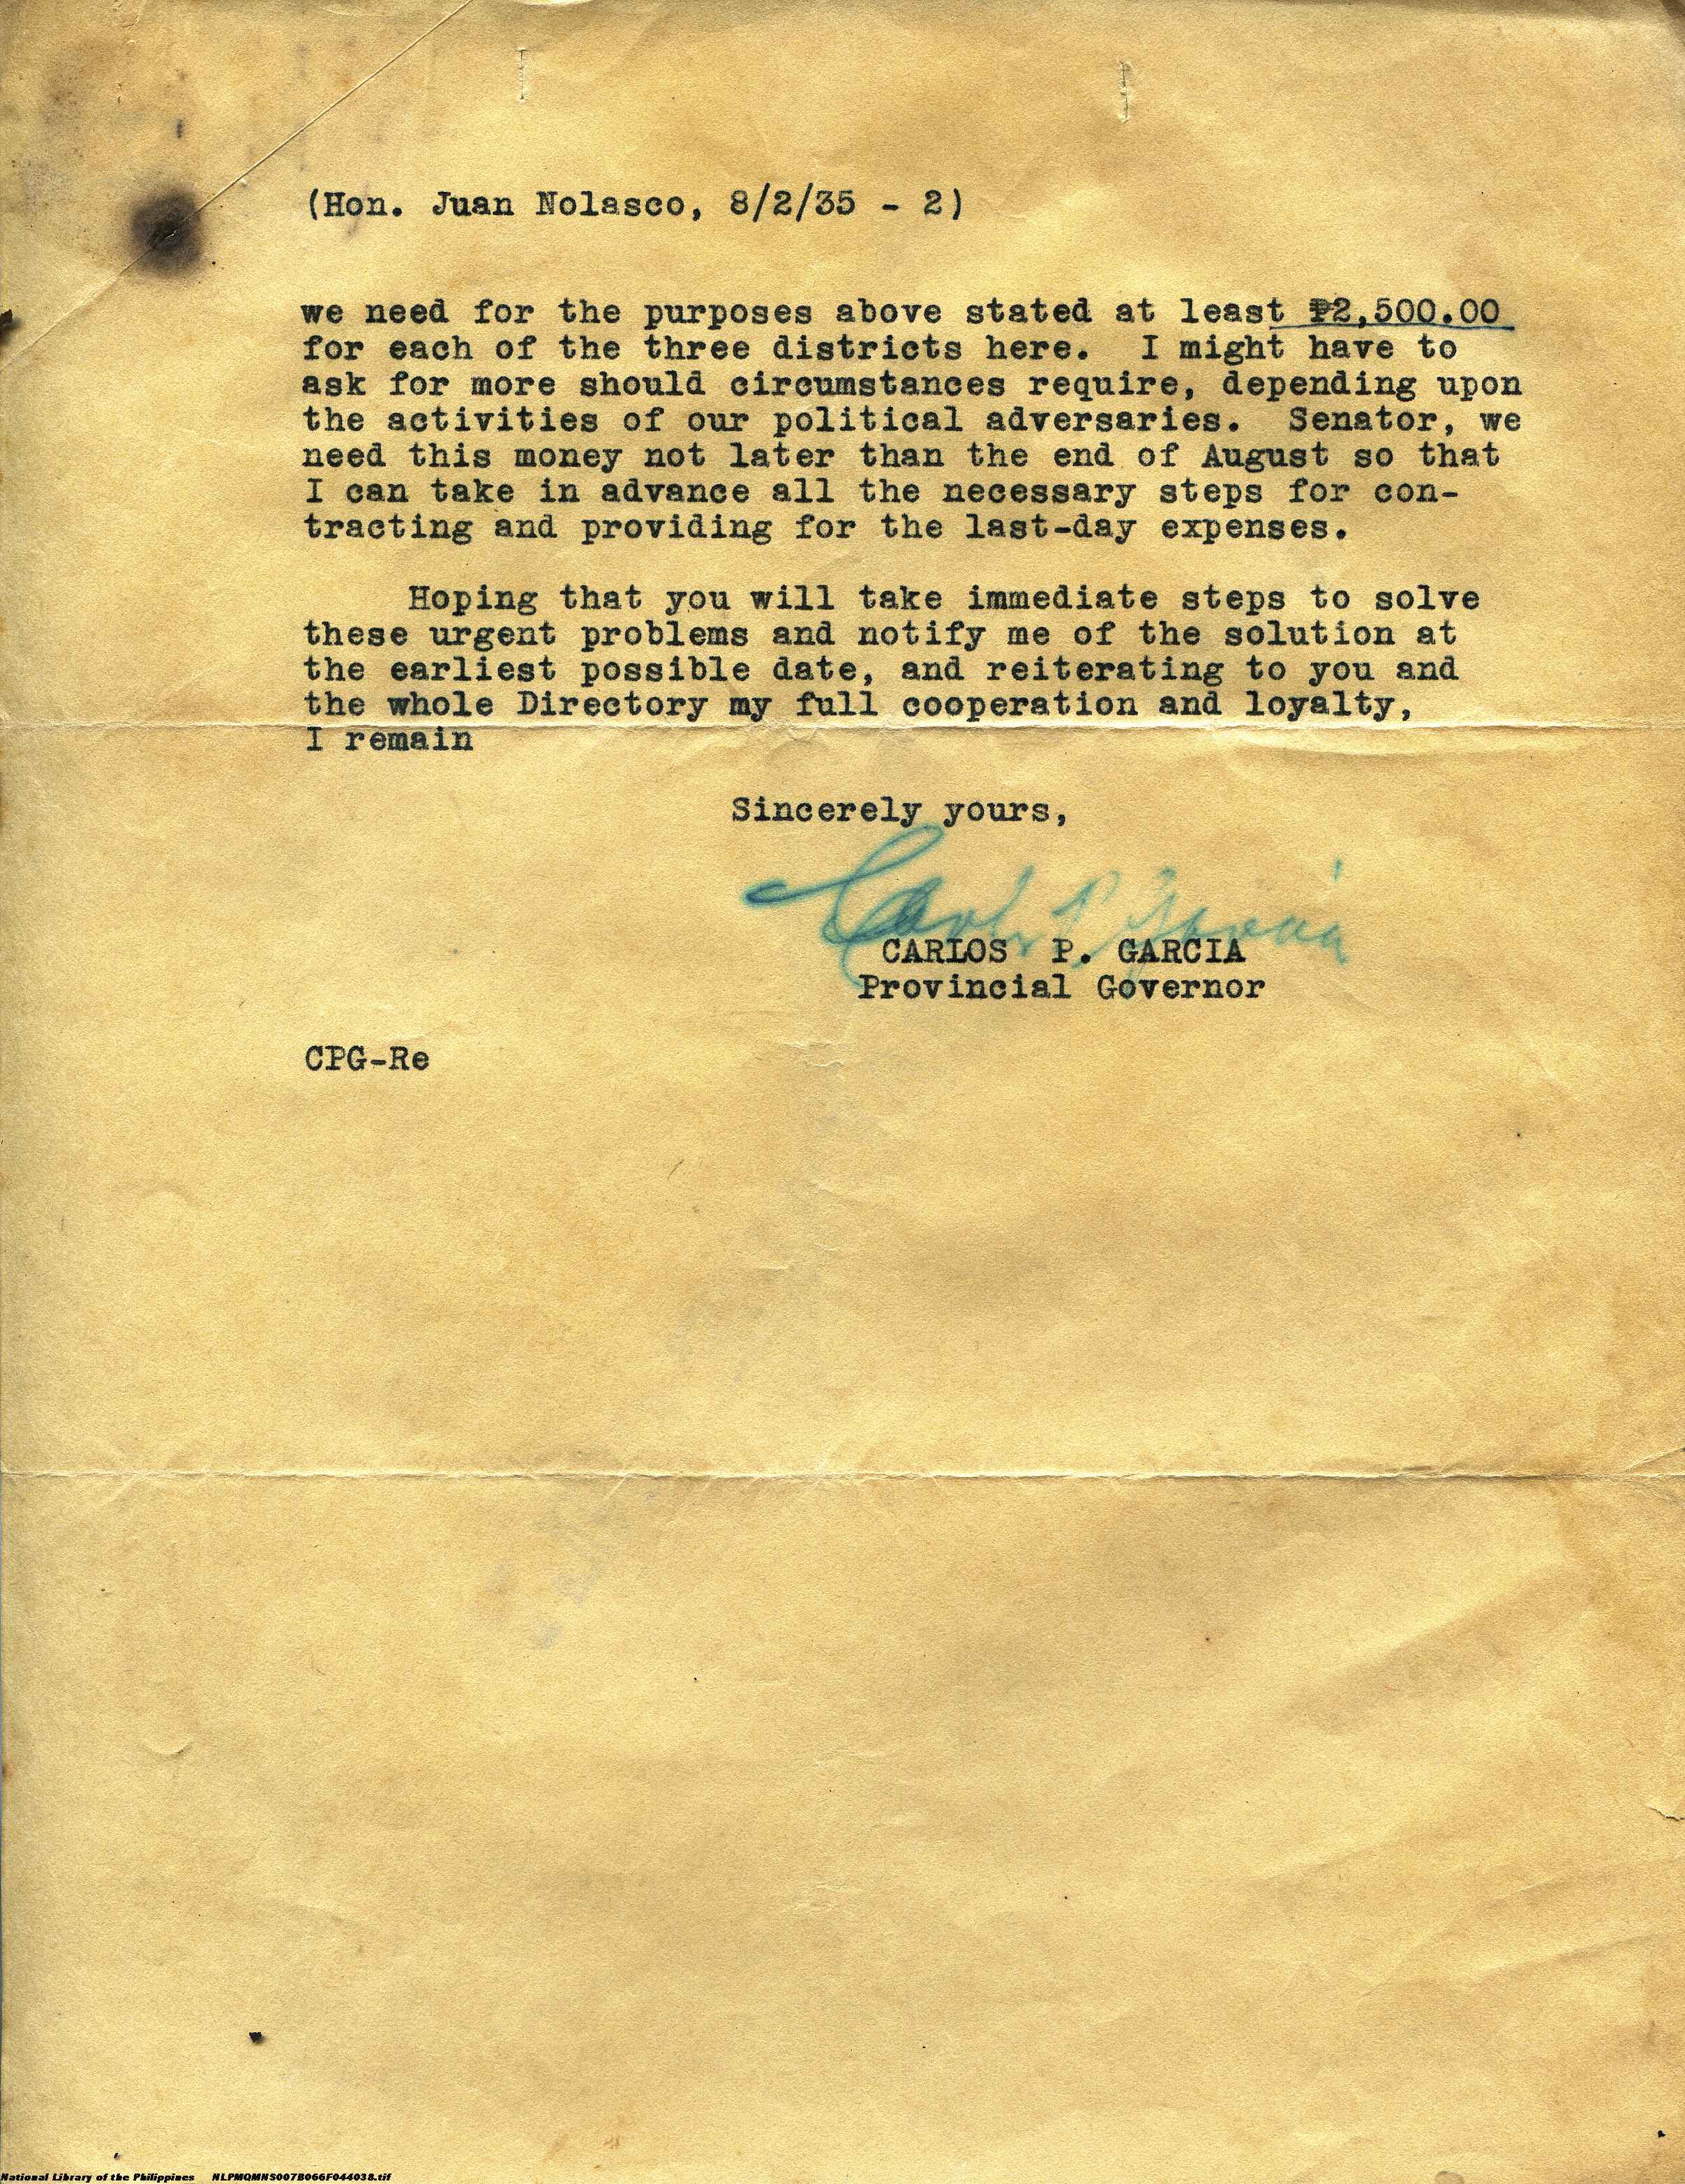 (Hon. Juan Nolasco, 8/2/35 - 2)
we need for the purposes above stated at least ₱2,500.00
for each of the three districts here. I might have to
ask for more should circumstances require, depending upon
the activities of our political adversaries. Senator, we
need this money not later than the end of August so that
I can take in advance all the necessary steps for con-
tracting and providing for the last-day expenses.
Hoping that you will take immediate steps to solve
these urgent problems and notify me of the solution at
the earliest possible date, and reiterating to you and
the whole Directory my full cooperation and loyalty,
I remain
Sincerely yours,
Carlos P. Garcia
CARLOS P. GARCIA
Provincial Governor
CPG-Re
National Library of the Philippines NLPMQMNS007B066F044038.tif